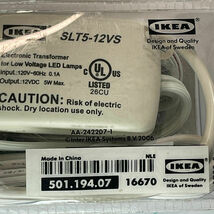 IKEA
SLT5-12VS
IKEA
Design and Quality
IKEA of Sweden
Electronic Transformer
for Low Voltage LED Lamps
Input: 120V~60Hz 0.1A
Output: 12VDC 5W Max.
UL
LISTED
26CU
CAUTION: Risk of electric
shock. Dry location use only.
AA-242207-1
©Inter IKEA Systems B.V. 2006
Made in China
NLE
501.194.07
16670
IKEA
Design and Quality
IKEA of Sweden